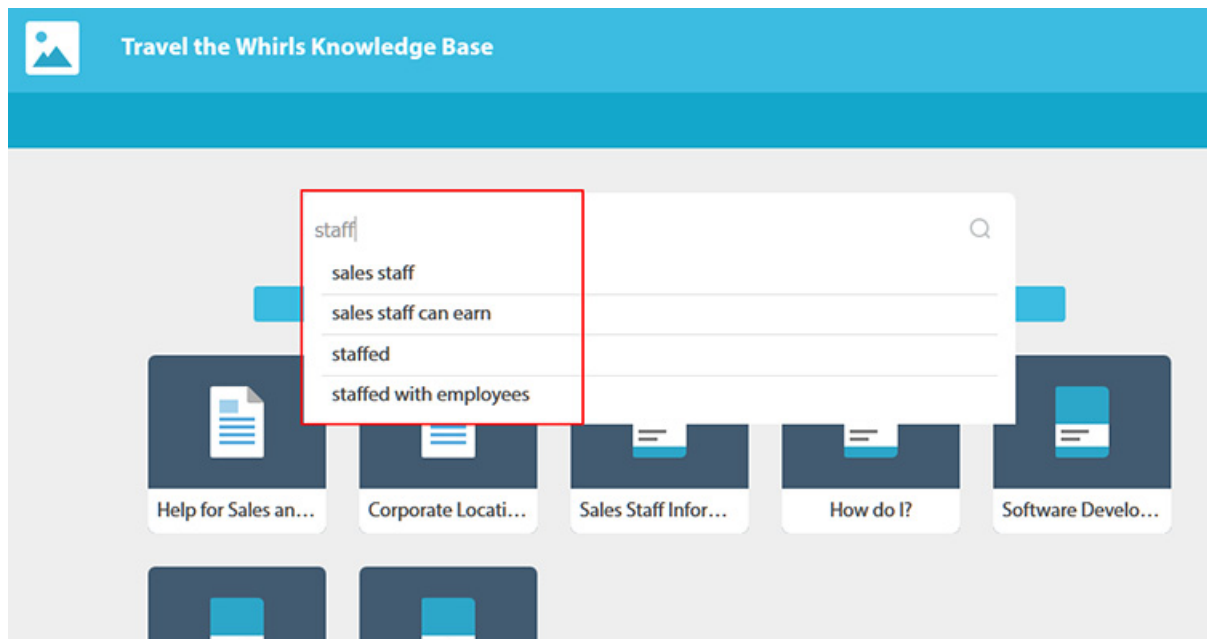 Travel the Whirls Knowledge Base
staff
sales staff
sales staff can earn
staffed
staffed with employees
Help for Sales an...
Corporate Locati...
Sales Staff Infor...
How do I?
Software Develo...